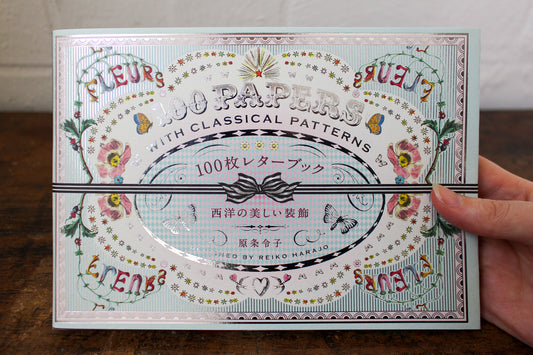 FLEURS
FLEURS
100 PAPERS
WITH CLASSICAL PATTERNS
100枚レターブック
西洋の美しい装飾
原条令子
BY REIKO HARAJO
FLEURS
FLEURS